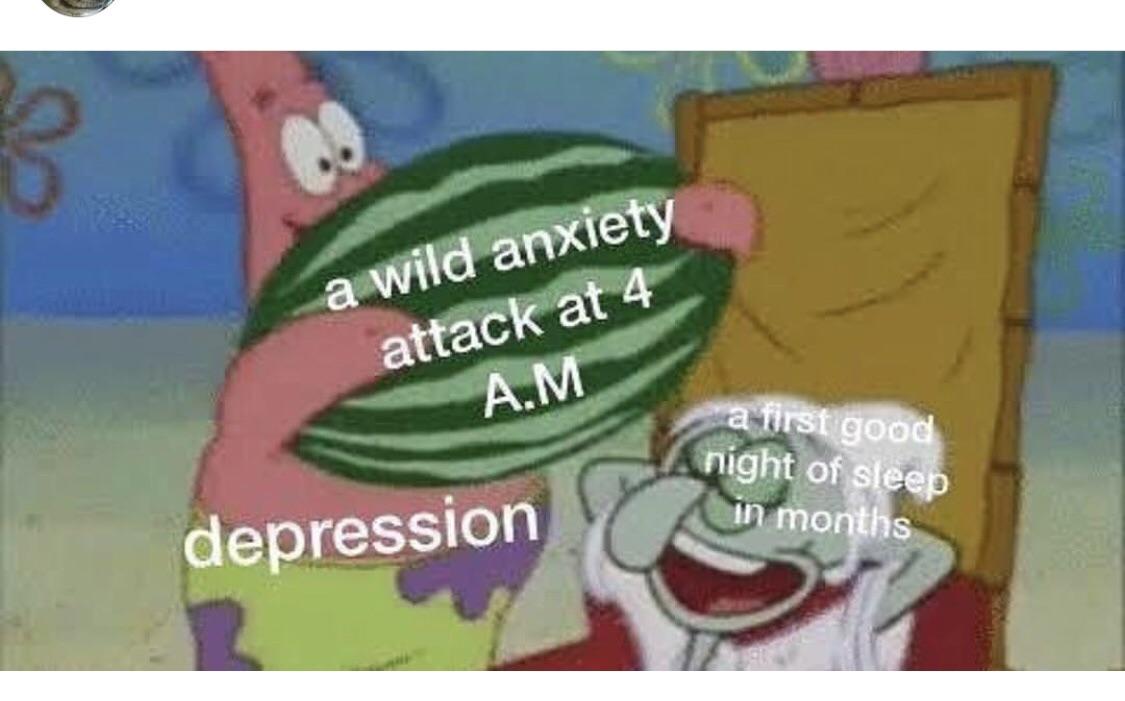 a wild anxiety
attack at 4
A.M
a first good
night of sleep
in months
depression